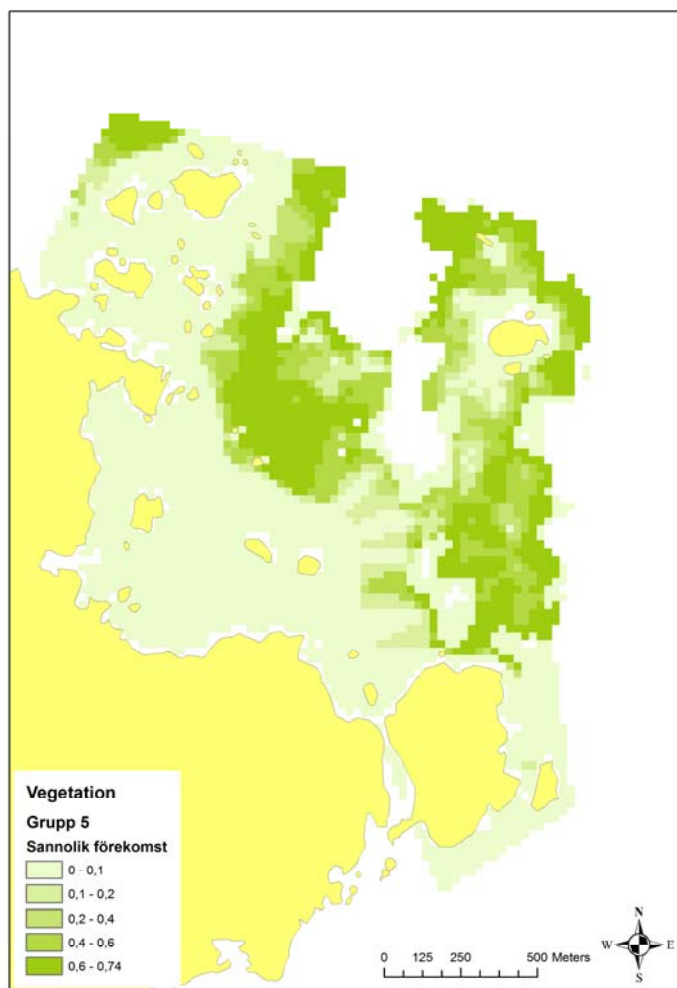 Vegetation
Grupp 5
Sannolik förekomst
0 - 0,1
0,1 - 0,2
0,2 - 0,4
0,4 - 0,6
0,6 - 0,74
N
W E
S
0 125 250 500 Meters